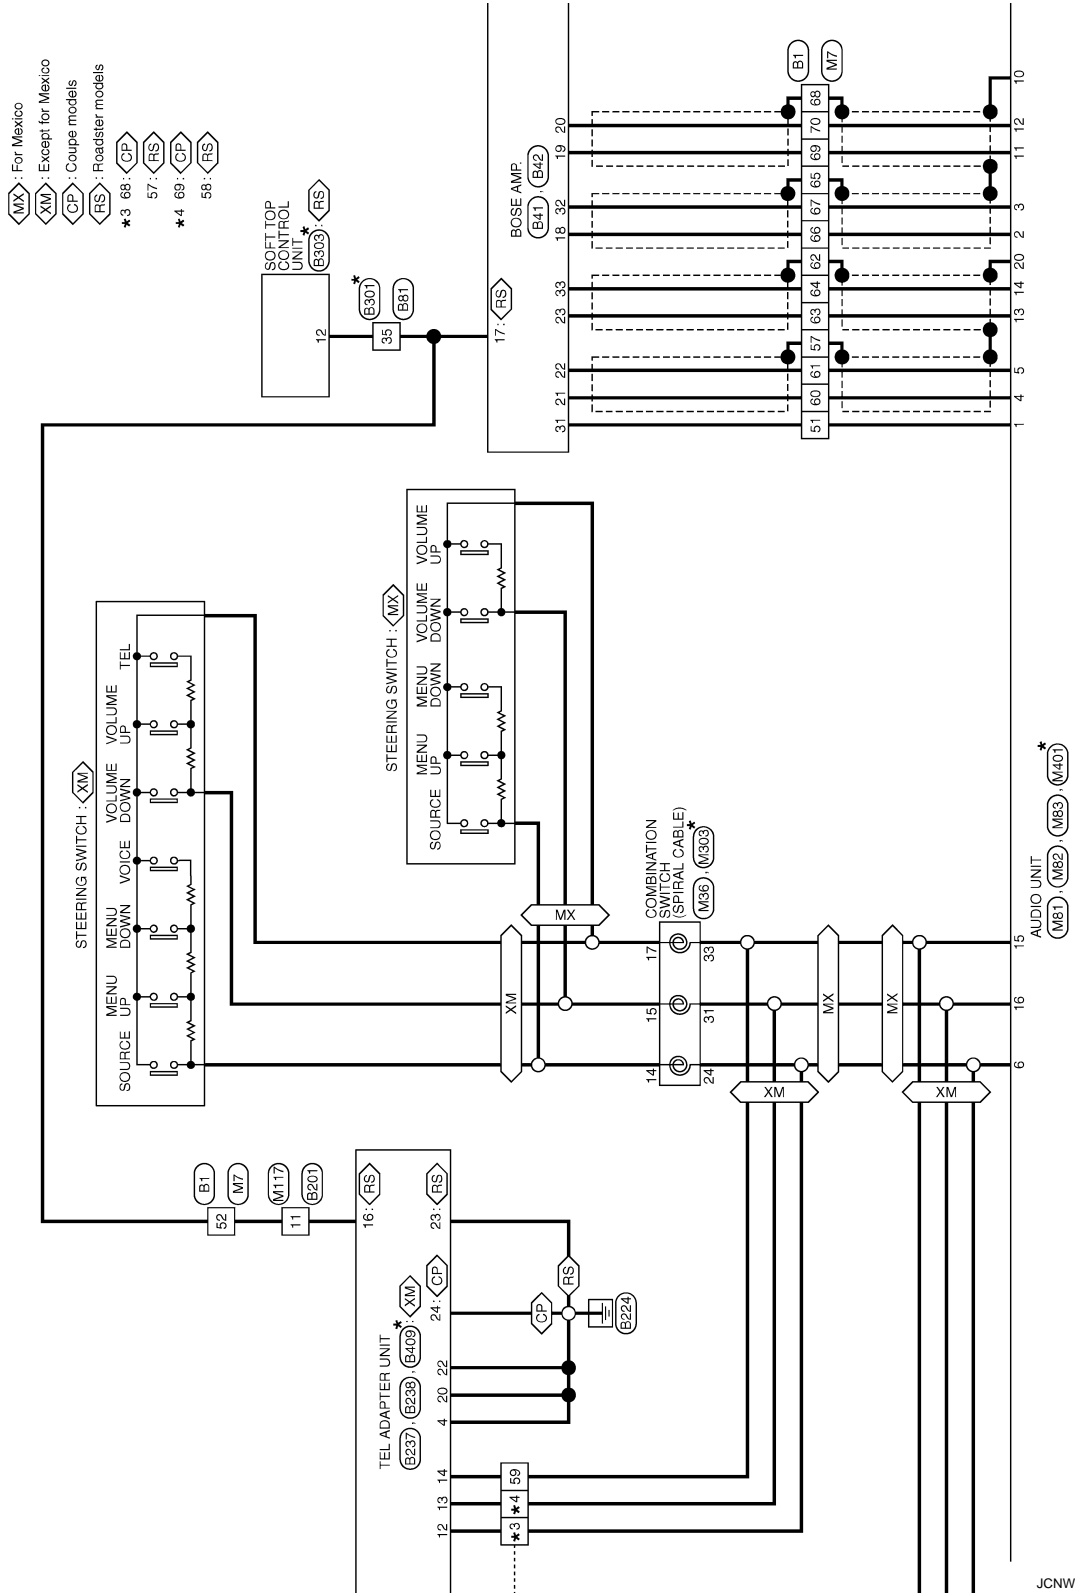 MX : For Mexico
XM : Except for Mexico
CP : Coupe models
RS : Roadster models
*3 68 : CP
57 : RS
*4 69 : CP
58 : RS
SOFT TOP
CONTROL
UNIT *
B303 : RS
12
*
B301
35
B81
17 : RS
BOSE AMP.
B41 , B42
31 21 22 23 33 18 32 19 20
B1
51 60 61 57 63 64 62 66 67 65 69 70 68
M7
1 4 5 13 14 20 2 3 11 12 10
STEERING SWITCH : XM
SOURCE
MENU
UP
MENU
DOWN
VOICE
VOLUME
DOWN
VOLUME
UP
TEL
STEERING SWITCH : MX
SOURCE
MENU
UP
MENU
DOWN
VOLUME
DOWN
VOLUME
UP
XM
MX
COMBINATION
SWITCH
(SPIRAL CABLE)
*
M36 , M303
14 15 17
24 31 33
XM
MX
MX
XM
6 16 15
AUDIO UNIT
*
M81 , M82 , M83 , M401
B1
52
M7
M117
11
B201
16 : RS
TEL ADAPTER UNIT
*
B237 , B238 , B409 : XM
12 13 14 4 20 22 24 : CP 23 : RS
CP
RS
B224
*3 *4 59
JCNW